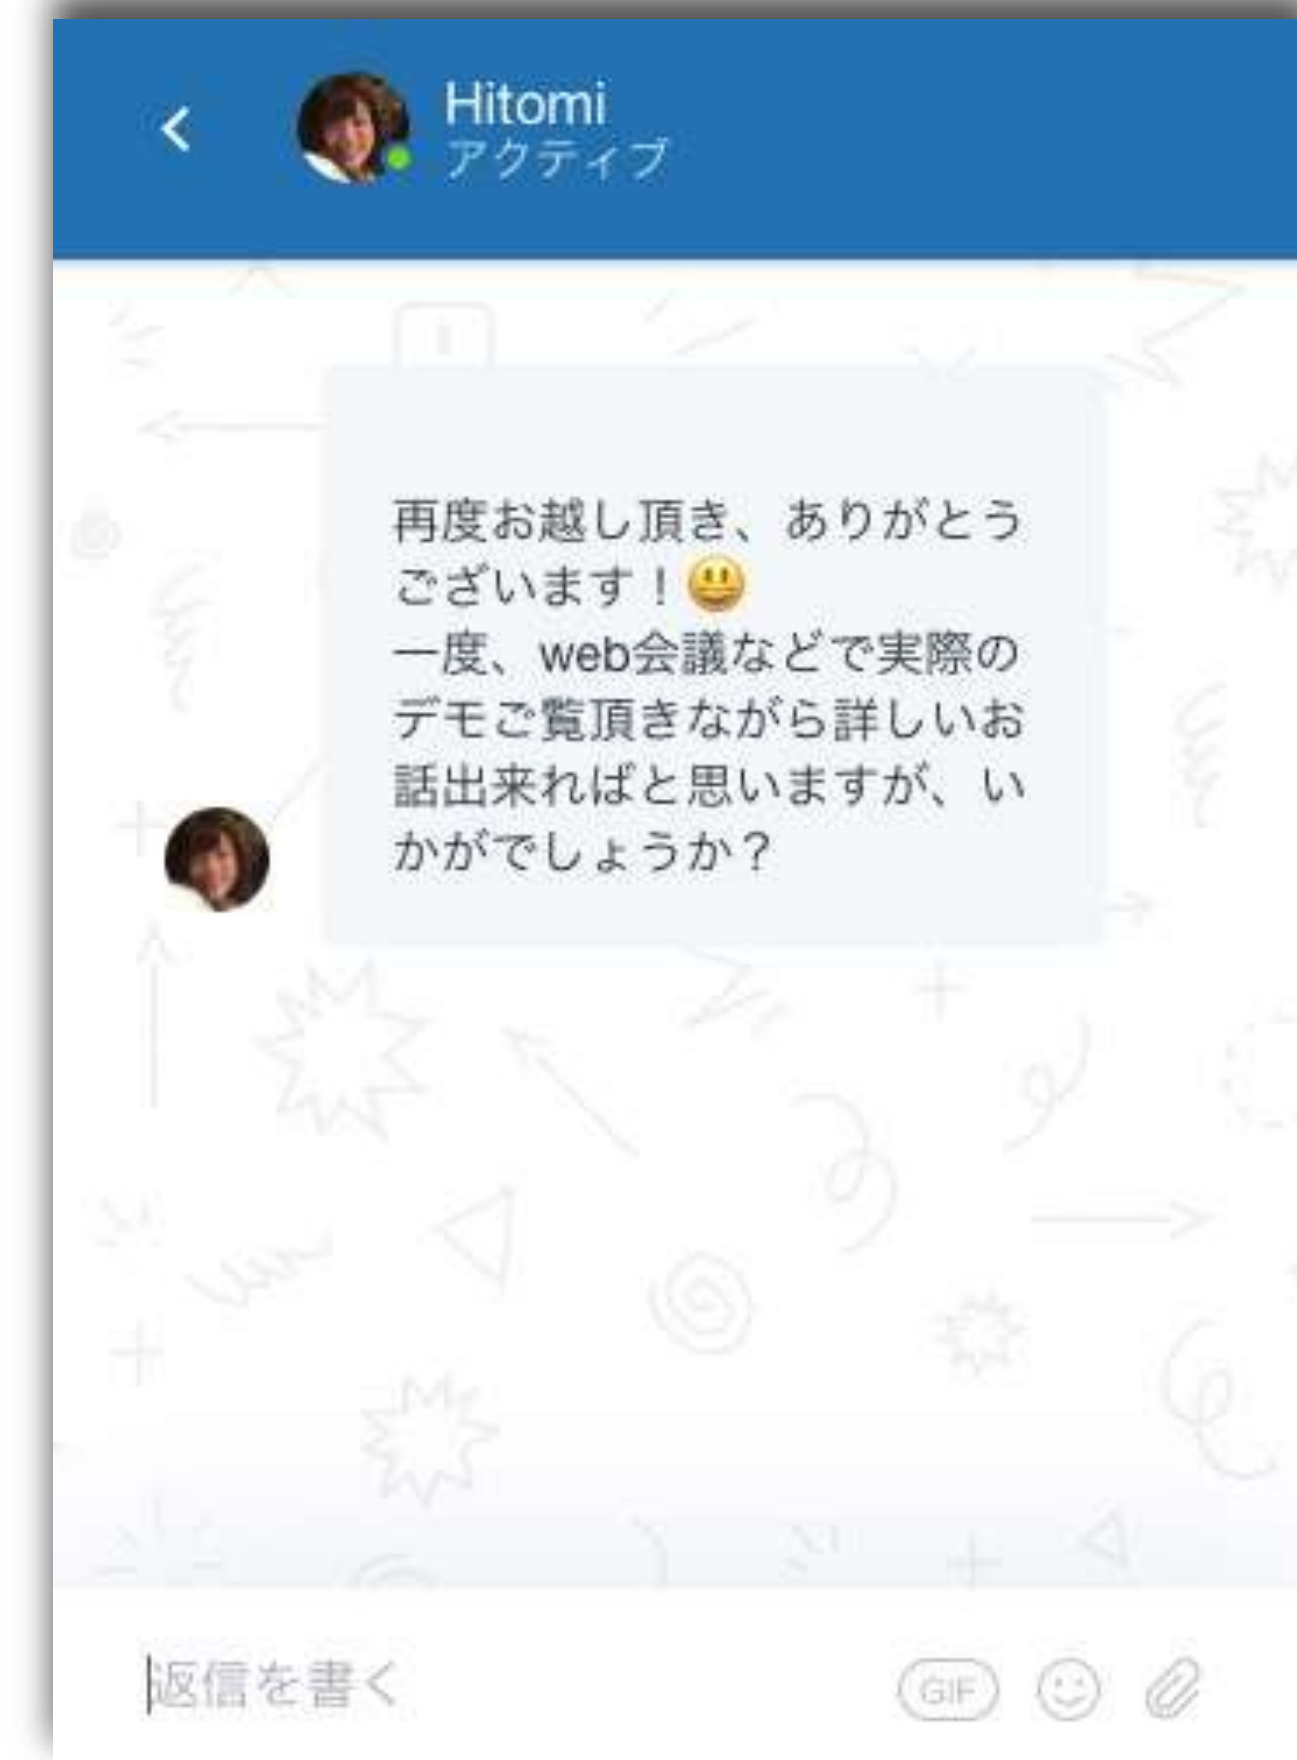 Hitomi
アクティブ
再度お越し頂き、ありがとう
ございます！😃
一度、web会議などで実際の
デモご覧頂きながら詳しいお
話出来ればと思いますが、い
かがでしょうか？
返信を書く
GIF